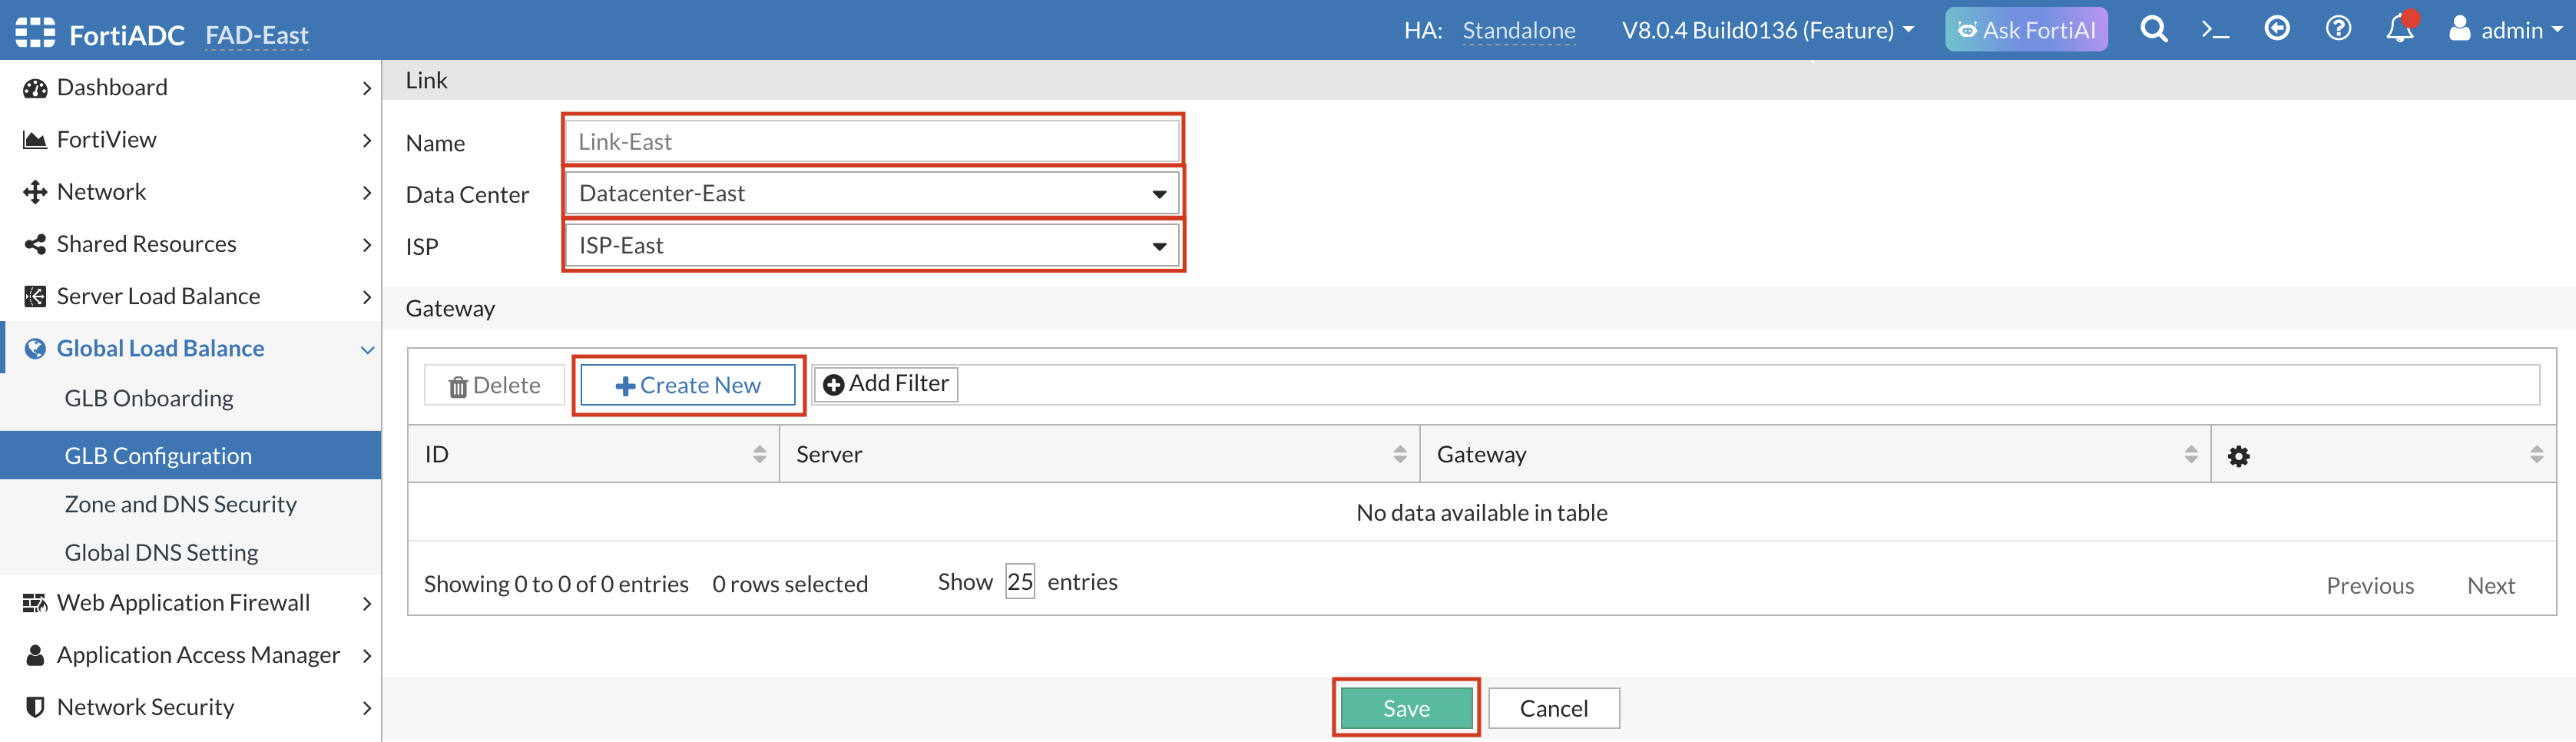 FortiADC FAD-East HA: Standalone V8.0.4 Build0136 (Feature) Ask FortiAI admin
Dashboard
FortiView
Network
Shared Resources
Server Load Balance
Global Load Balance
GLB Onboarding
GLB Configuration
Zone and DNS Security
Global DNS Setting
Web Application Firewall
Application Access Manager
Network Security
Link
Name Link-East
Data Center Datacenter-East
ISP ISP-East
Gateway
Delete Create New Add Filter
ID Server Gateway
No data available in table
Showing 0 to 0 of 0 entries 0 rows selected Show 25 entries Previous Next
Save Cancel